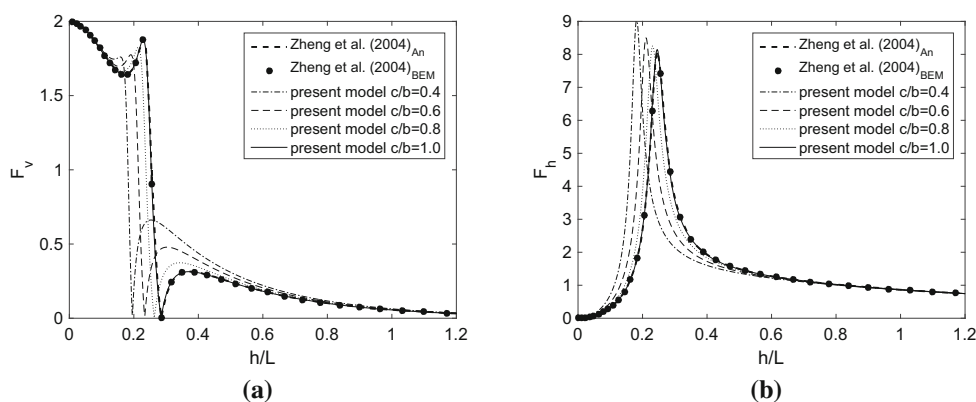 2
1.5
1
0.5
0
F_v
0
0.2
0.4
0.6
0.8
1
1.2
h/L
Zheng et al. (2004)_An
Zheng et al. (2004)_BEM
present model c/b=0.4
present model c/b=0.6
present model c/b=0.8
present model c/b=1.0
(a)
9
8
7
6
5
4
3
2
1
0
F_h
0
0.2
0.4
0.6
0.8
1
1.2
h/L
Zheng et al. (2004)_An
Zheng et al. (2004)_BEM
present model c/b=0.4
present model c/b=0.6
present model c/b=0.8
present model c/b=1.0
(b)